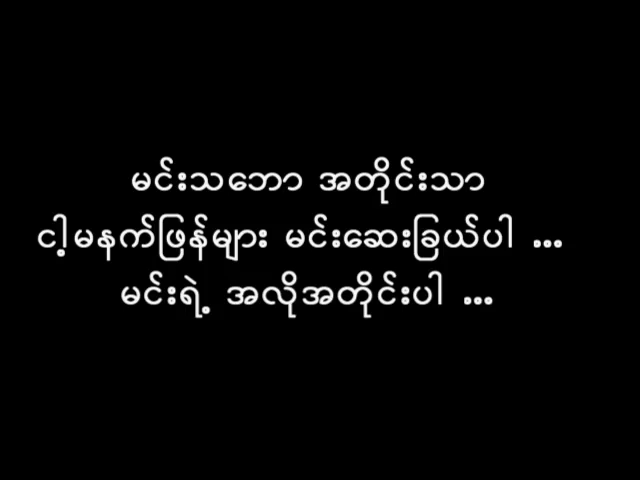 မင်းသဘော အတိုင်းသာ
ငါ့မနက်ဖြန်များ မင်းဆေးခြယ်ပါ ...
မင်းရဲ့ အလိုအတိုင်းပါ ...